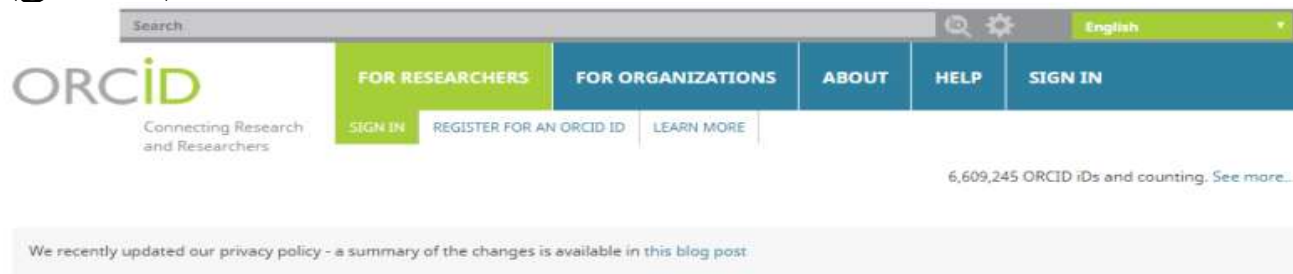 Search
English
ORCID
FOR RESEARCHERS
FOR ORGANIZATIONS
ABOUT
HELP
SIGN IN
Connecting Research
and Researchers
SIGN IN
REGISTER FOR AN ORCID ID
LEARN MORE
6,609,245 ORCID iDs and counting. See more..
We recently updated our privacy policy - a summary of the changes is available in this blog post